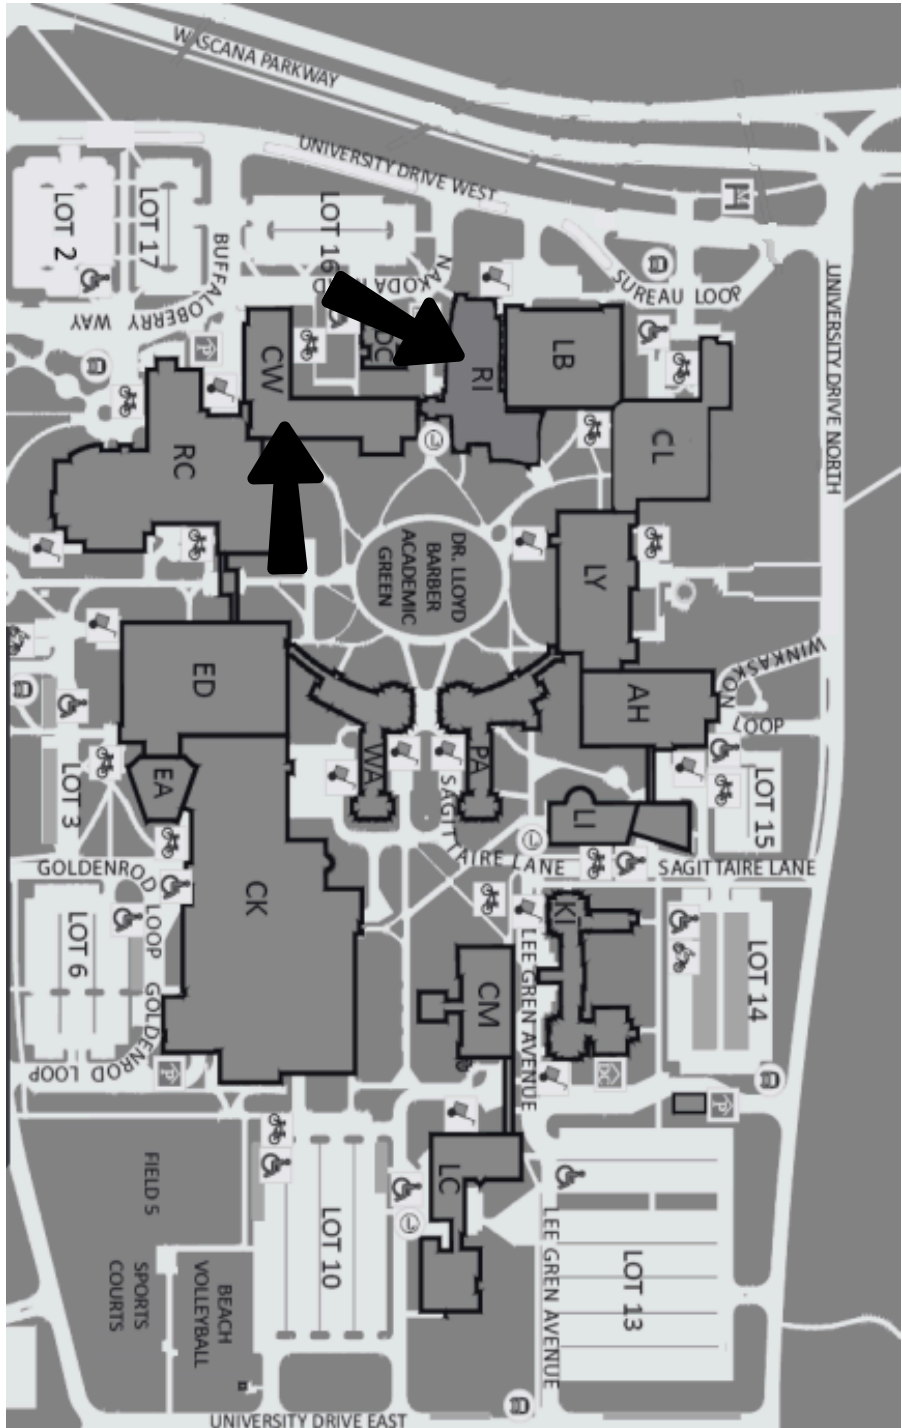 WASCANA PARKWAY
UNIVERSITY DRIVE WEST
LOT 2
LOT 17
LOT 16
BUFFALOBERRY WAY
SUREAU LOOP
UNIVERSITY DRIVE NORTH
CW
RI
LB
CL
RC
DR. LLOYD
BARBER
ACADEMIC
GREEN
LY
WINKASKON
LOOP
ED
AH
WA
PA
EA
LOT 3
LI
LOT 15
SAGITTAIRE LANE
SAGITTAIRE LANE
GOLDENROD LOOP
CK
LOT 6
KI
LOT 14
CM
LEE GREN AVENUE
GOLDENROD LOOP
P
P
P
DC
LC
FIELD S
LOT 10
LOT 13
LEE GREN AVENUE
SPORTS
COURTS
BEACH
VOLLEYBALL
UNIVERSITY DRIVE EAST